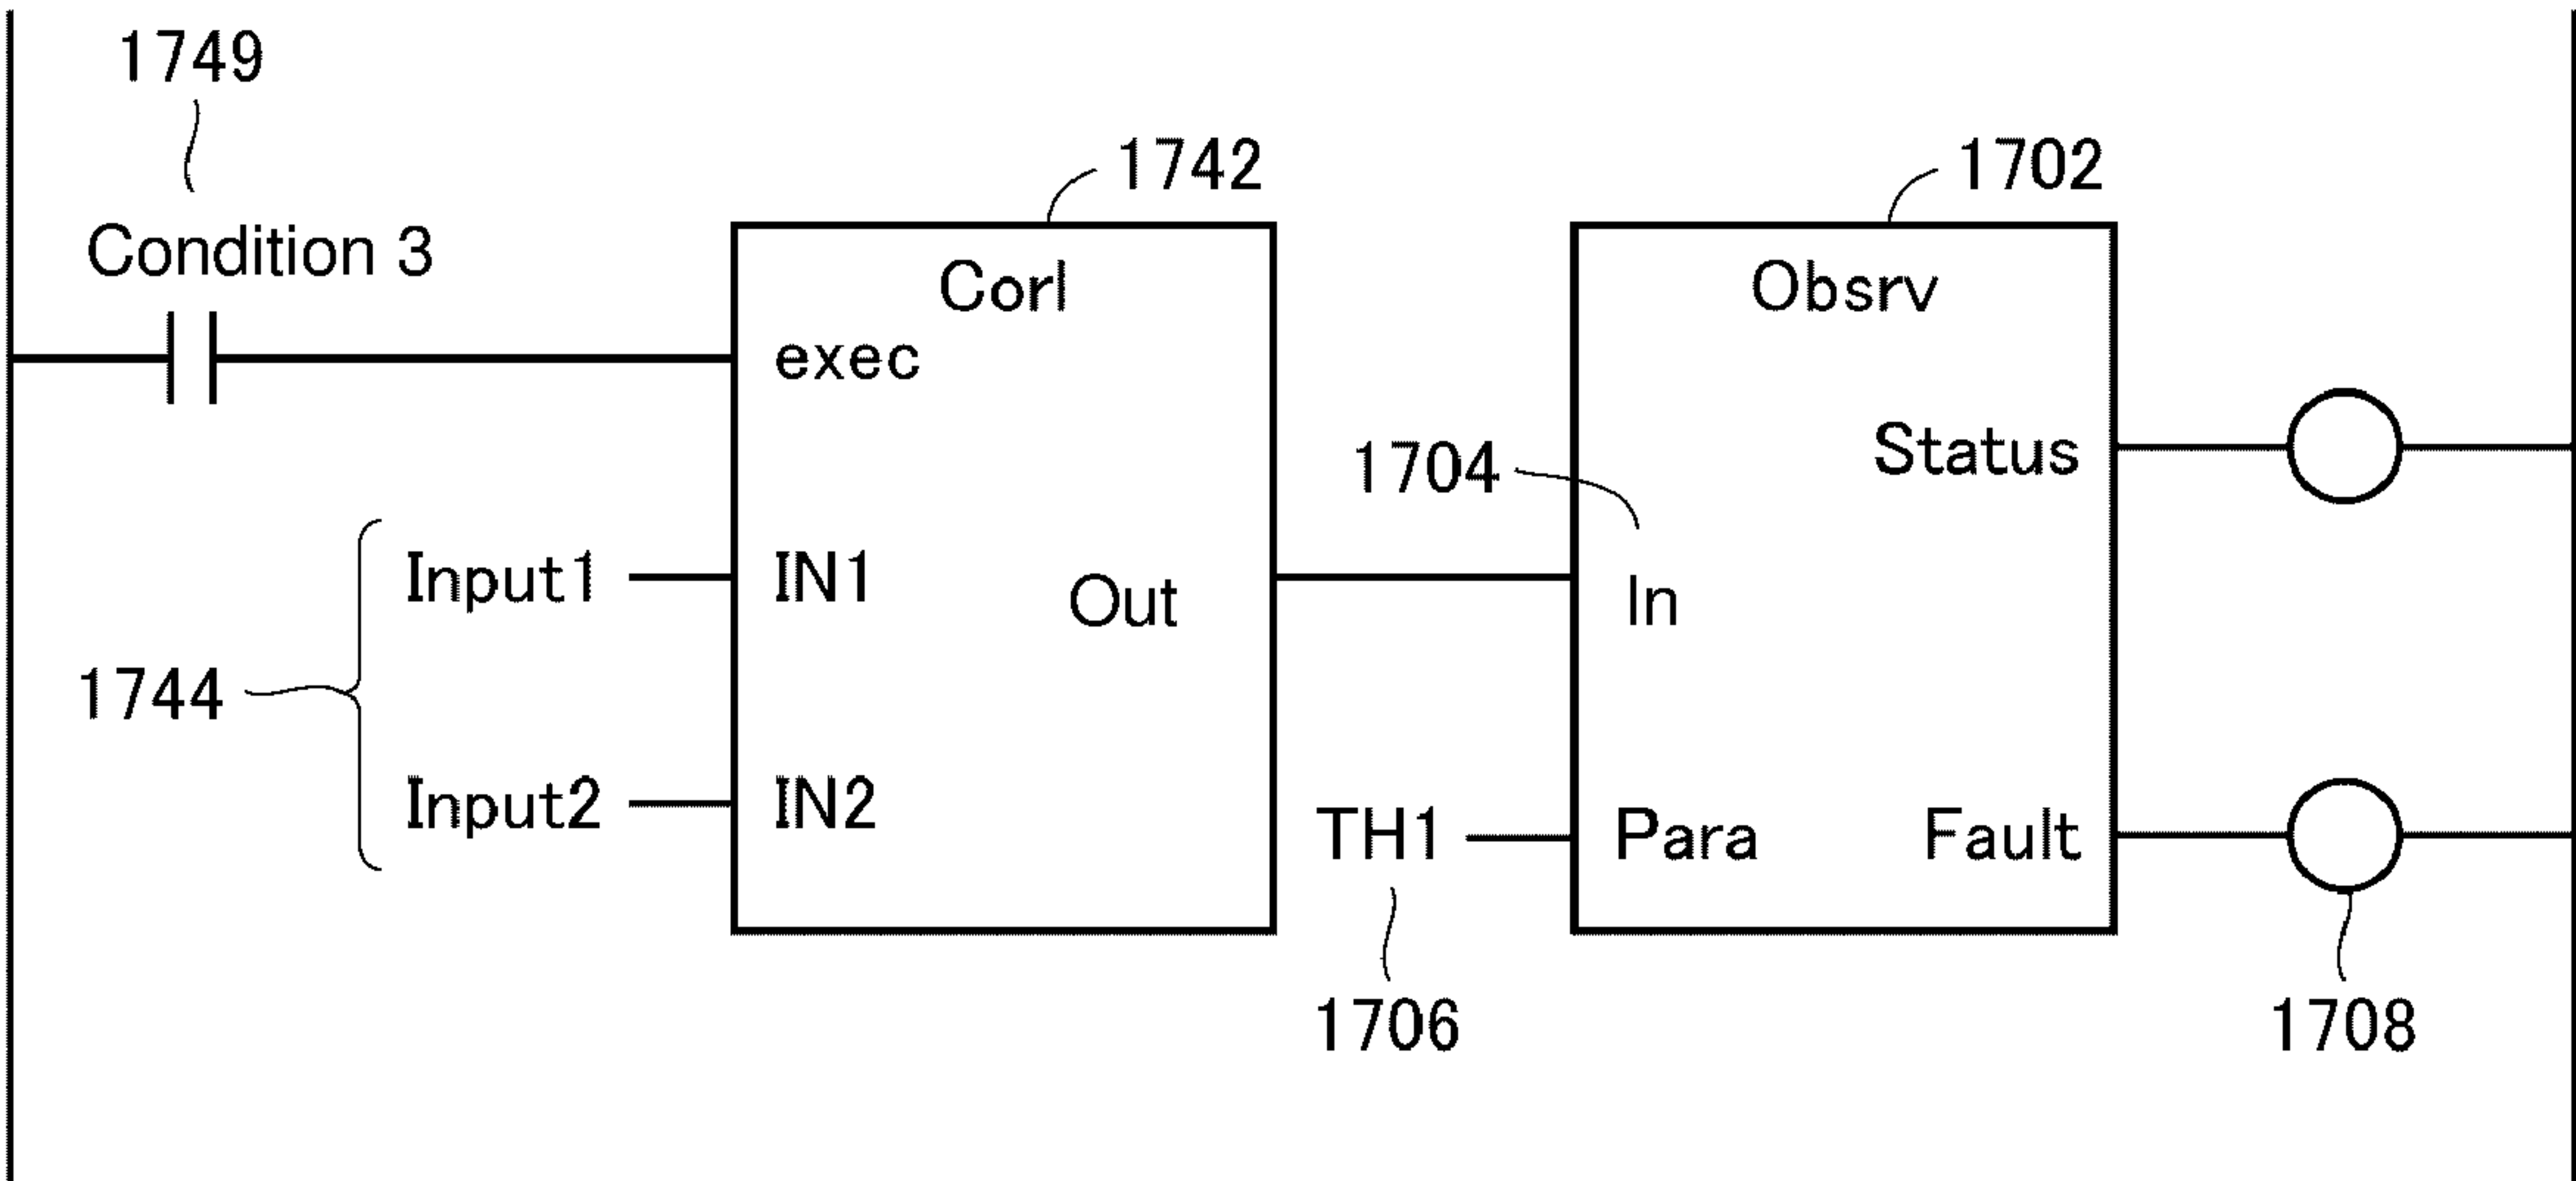 1749
Condition 3
1742
1702
Corl
Obsrv
exec
Status
1704
Input1
IN1
Out
In
1744
Input2
IN2
TH1
Para
Fault
1706
1708